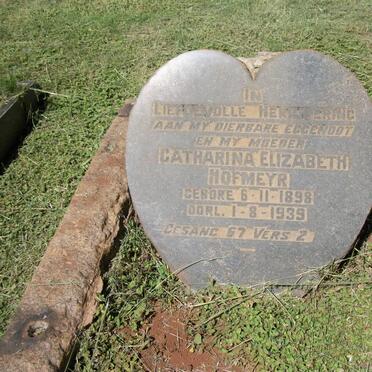 IN
LIEFDEVOLLE HERINNERING
AAN MY DIERBARE EGGENOOT
EN MY MOEDER
CATHARINA ELIZABETH
HOFMEYR
GEBORE 6-11-1898
OORL. 1-8-1939
GESANG 67 VERS 2